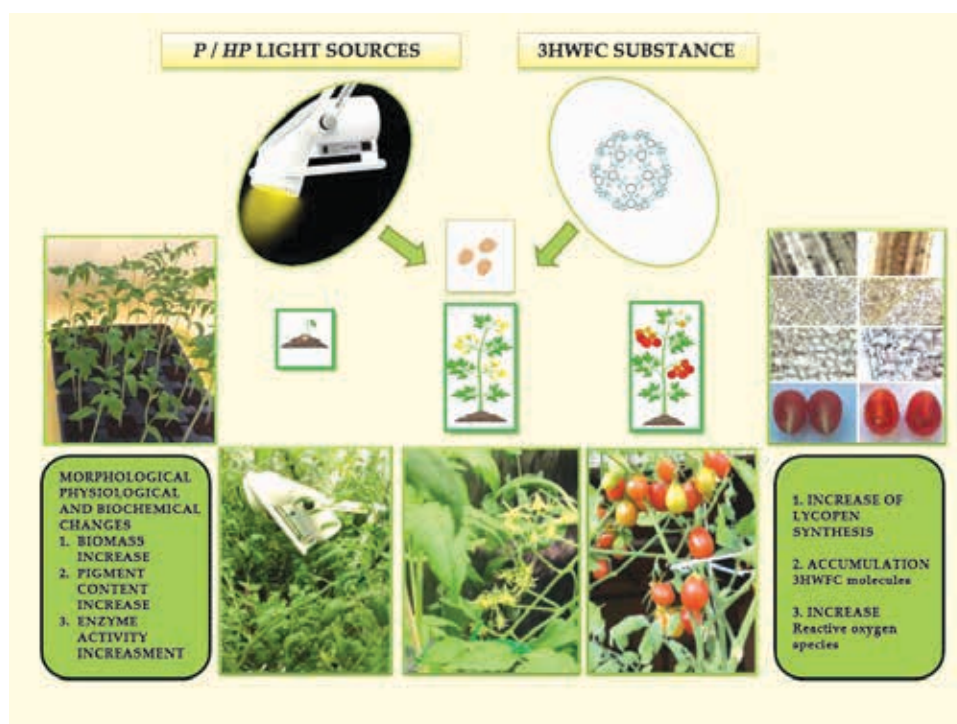 P / HP LIGHT SOURCES
3HWFC SUBSTANCE
MORPHOLOGICAL
PHYSIOLOGICAL
AND BIOCHEMICAL
CHANGES
1. BIOMASS
INCREASE
2. PIGMENT
CONTENT
INCREASE
3. ENZYME
ACTIVITY
INCREASMENT
1. INCREASE OF
LYCOPEN
SYNTHESIS
2. ACCUMULATION
3HWFC molecules
3. INCREASE
Reactive oxygen
species